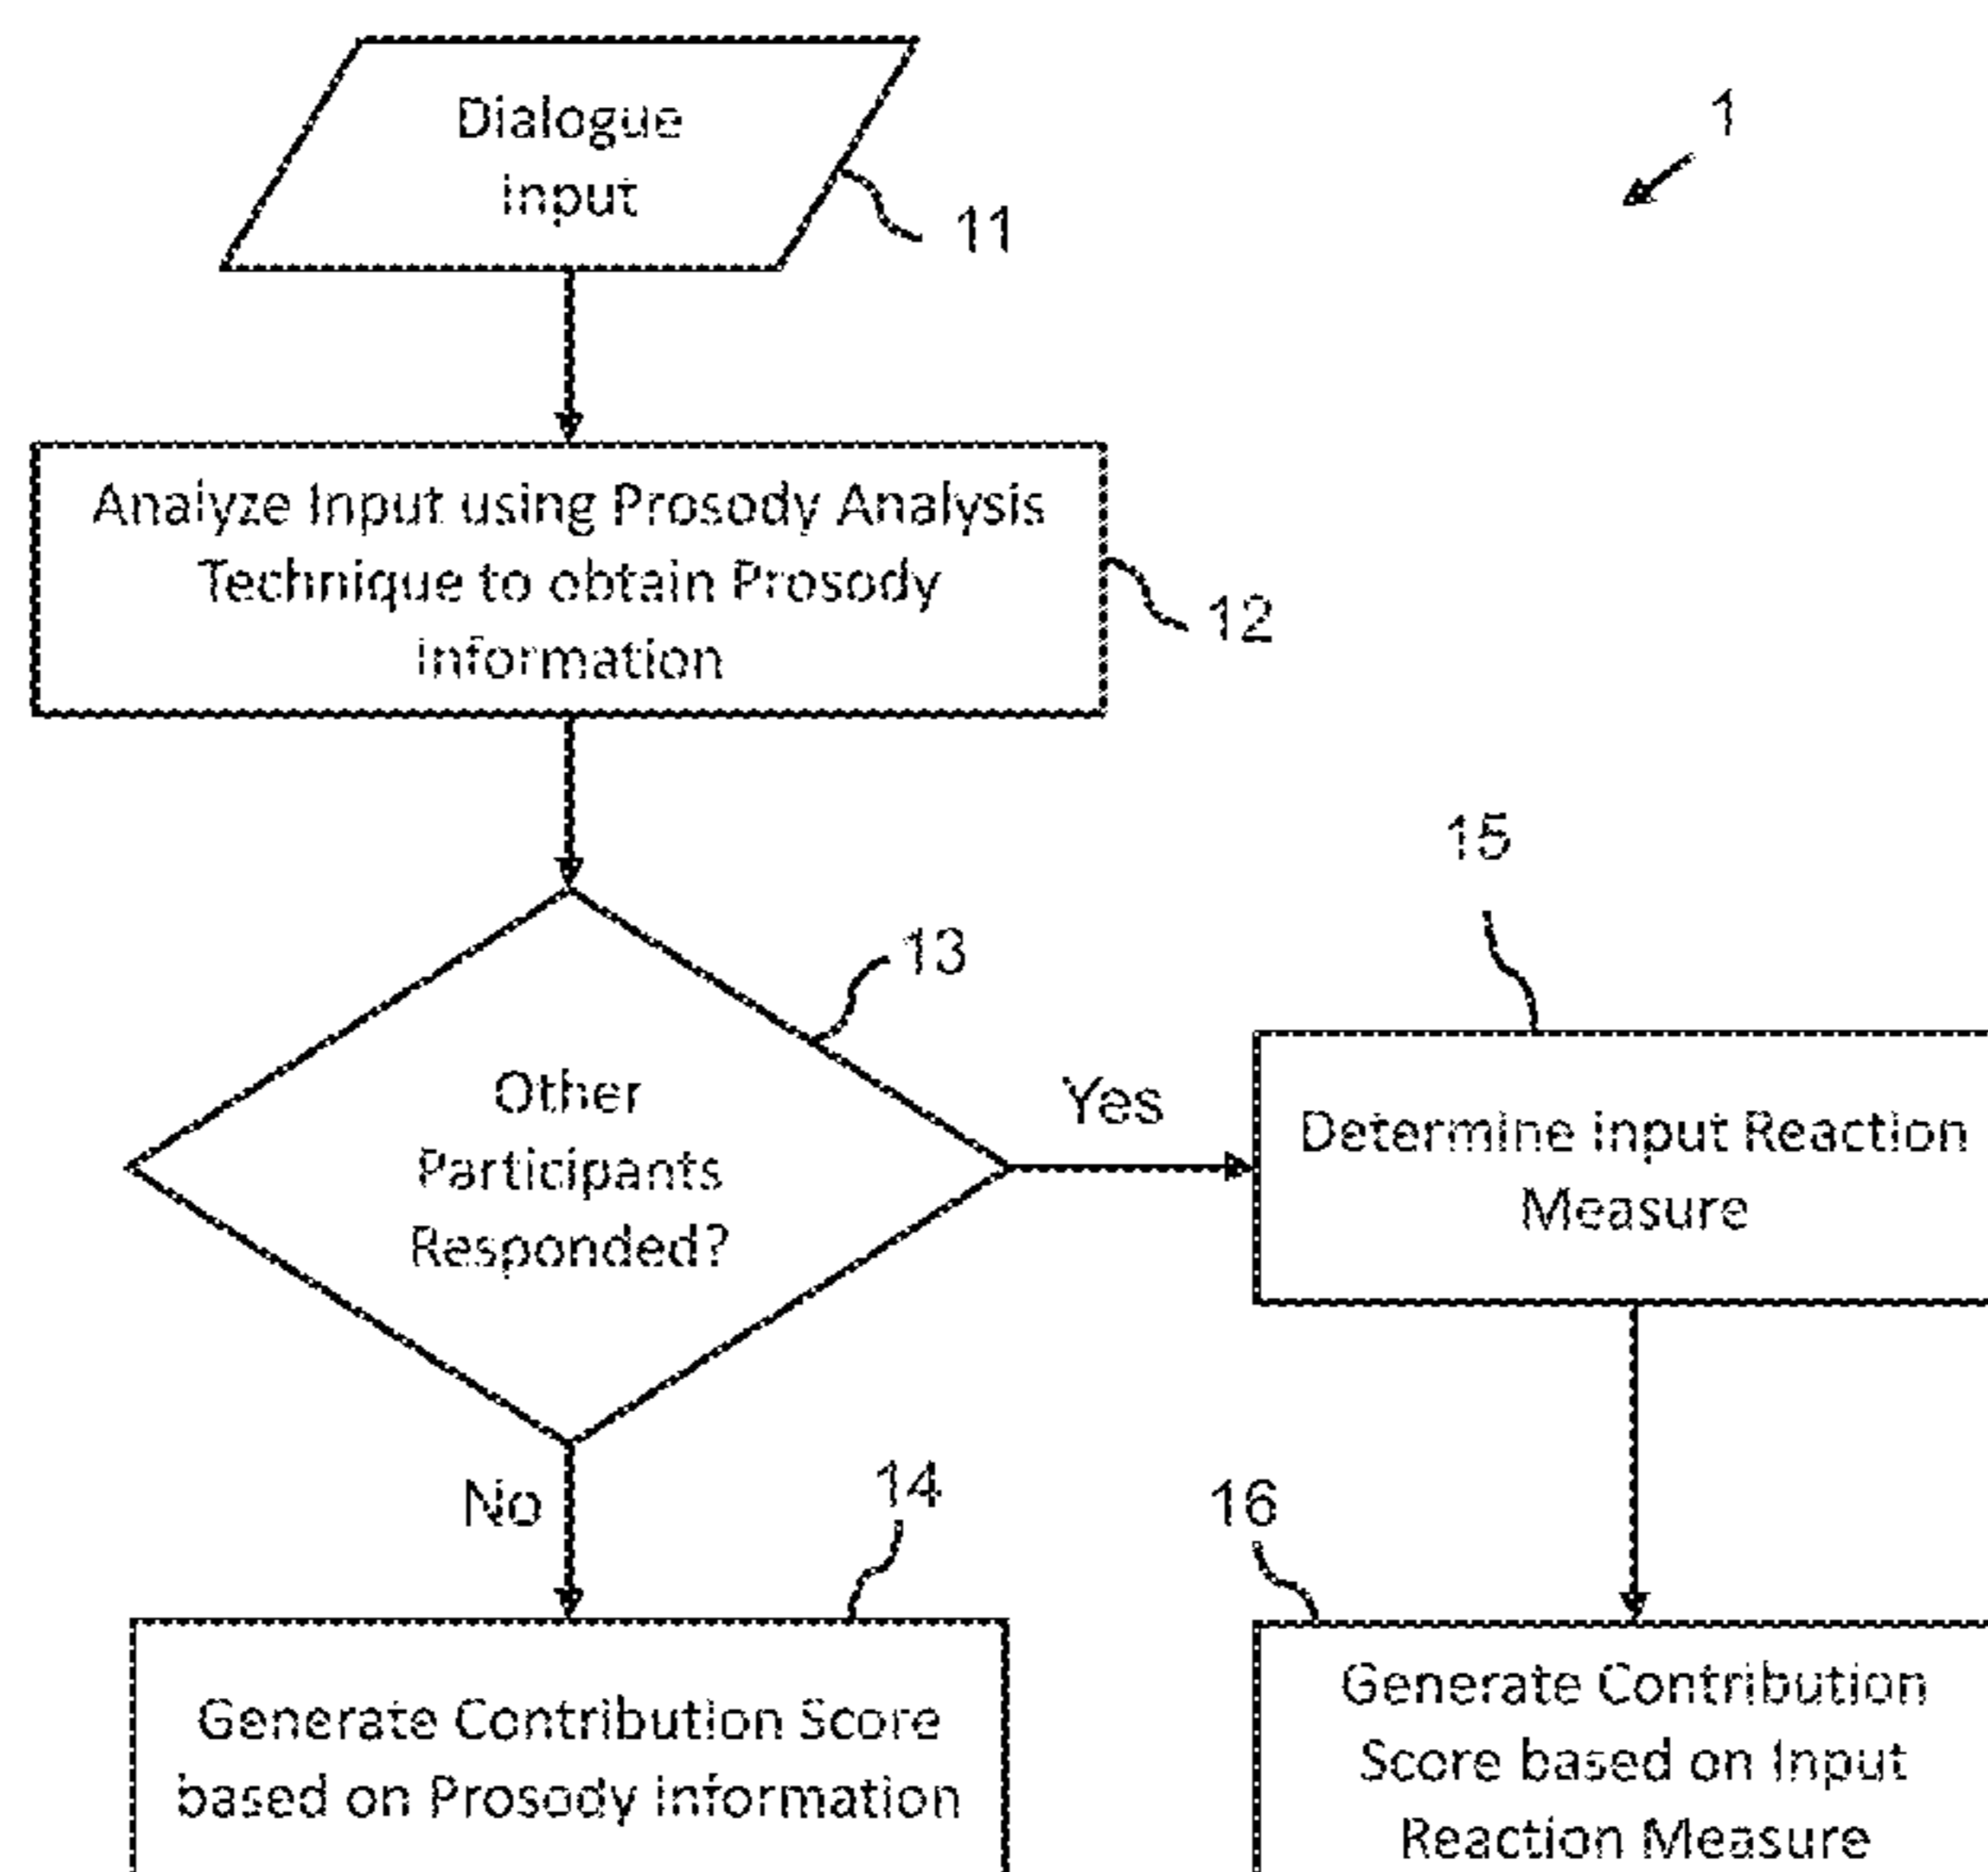 Dialogue
Input
1
11
Analyze Input using Prosody Analysis
Technique to obtain Prosody
Information
12
13
15
Other
Participants
Responded?
Yes
Determine Input Reaction
Measure
No
14
16
Generate Contribution Score
based on Prosody Information
Generate Contribution
Score based on Input
Reaction Measure